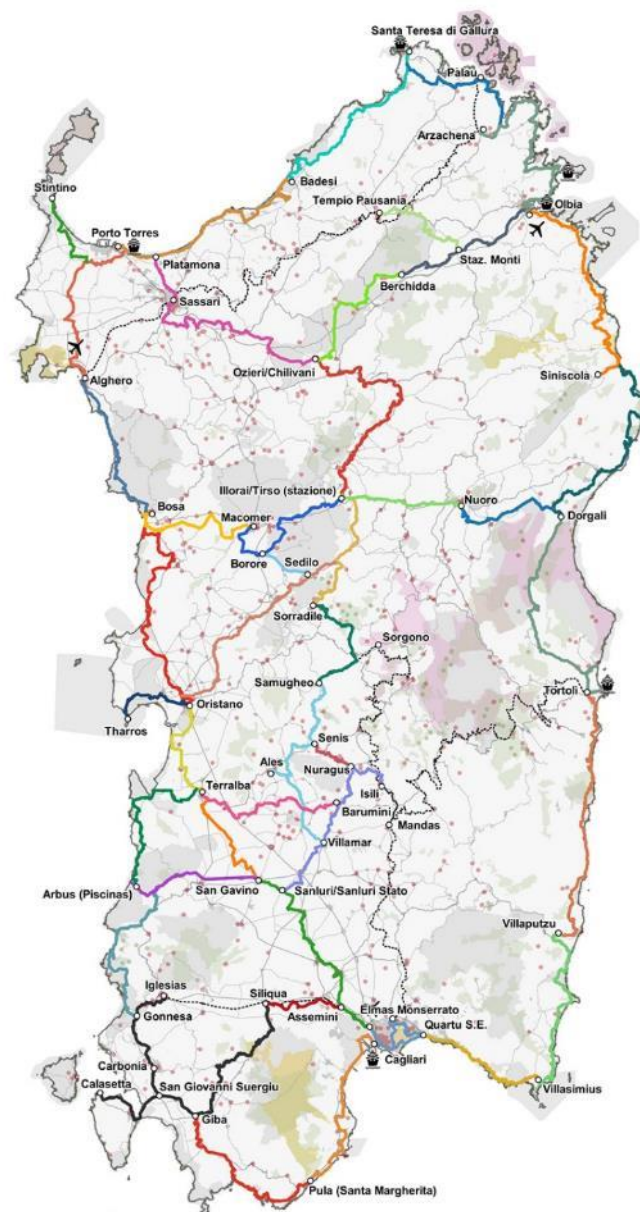 Santa Teresa di Gallura
Palau
Arzachena
Stintino
Badesi
Tempio Pausania
Olbia
Porto Torres
Platamona
Staz. Monti
Sassari
Berchidda
Ozieri/Chilivani
Siniscola
Alghero
Illorai/Tirso (stazione)
Nuoro
Bosa
Macomer
Dorgali
Borore
Sedilo
Sorradile
Sorgono
Samugheo
Tortolì
Oristano
Tharros
Senis
Ales
Nuragus
Terralba
Isili
Barumini
Mandas
Villamar
Arbus (Piscinas)
San Gavino
Sanluri/Sanluri Stato
Villaputzu
Iglesias
Siliqua
Gonnesa
Assemini
Elmas Monserrato
Quartu S.E.
Cagliari
Carbonia
Calasetta
San Giovanni Suergiu
Villasimius
Giba
Pula (Santa Margherita)